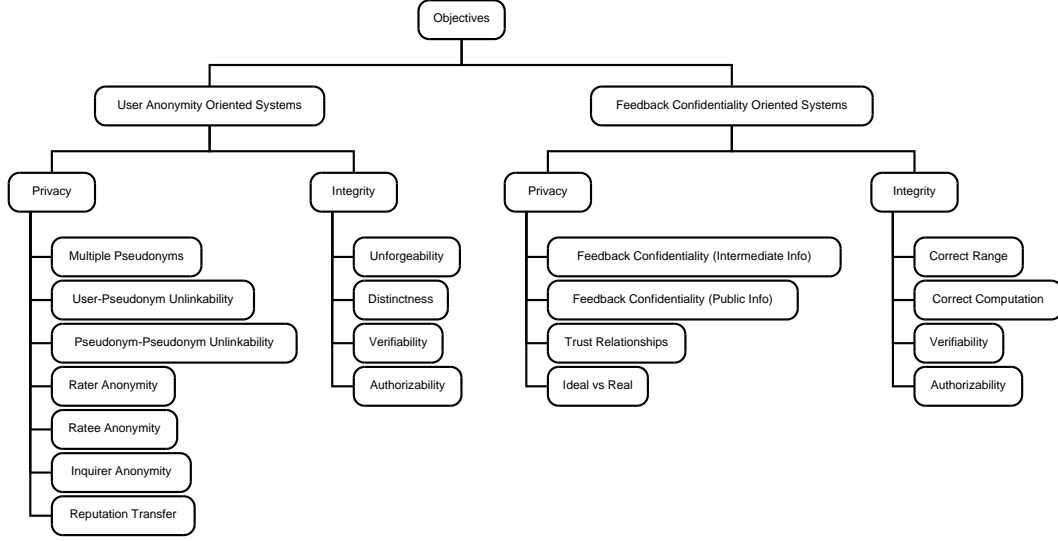 Objectives
User Anonymity Oriented Systems
Feedback Confidentiality Oriented Systems
Privacy
Integrity
Privacy
Integrity
Multiple Pseudonyms
User-Pseudonym Unlinkability
Pseudonym-Pseudonym Unlinkability
Rater Anonymity
Ratee Anonymity
Inquirer Anonymity
Reputation Transfer
Unforgeability
Distinctness
Verifiability
Authorizability
Feedback Confidentiality (Intermediate Info)
Feedback Confidentiality (Public Info)
Trust Relationships
Ideal vs Real
Correct Range
Correct Computation
Verifiability
Authorizability